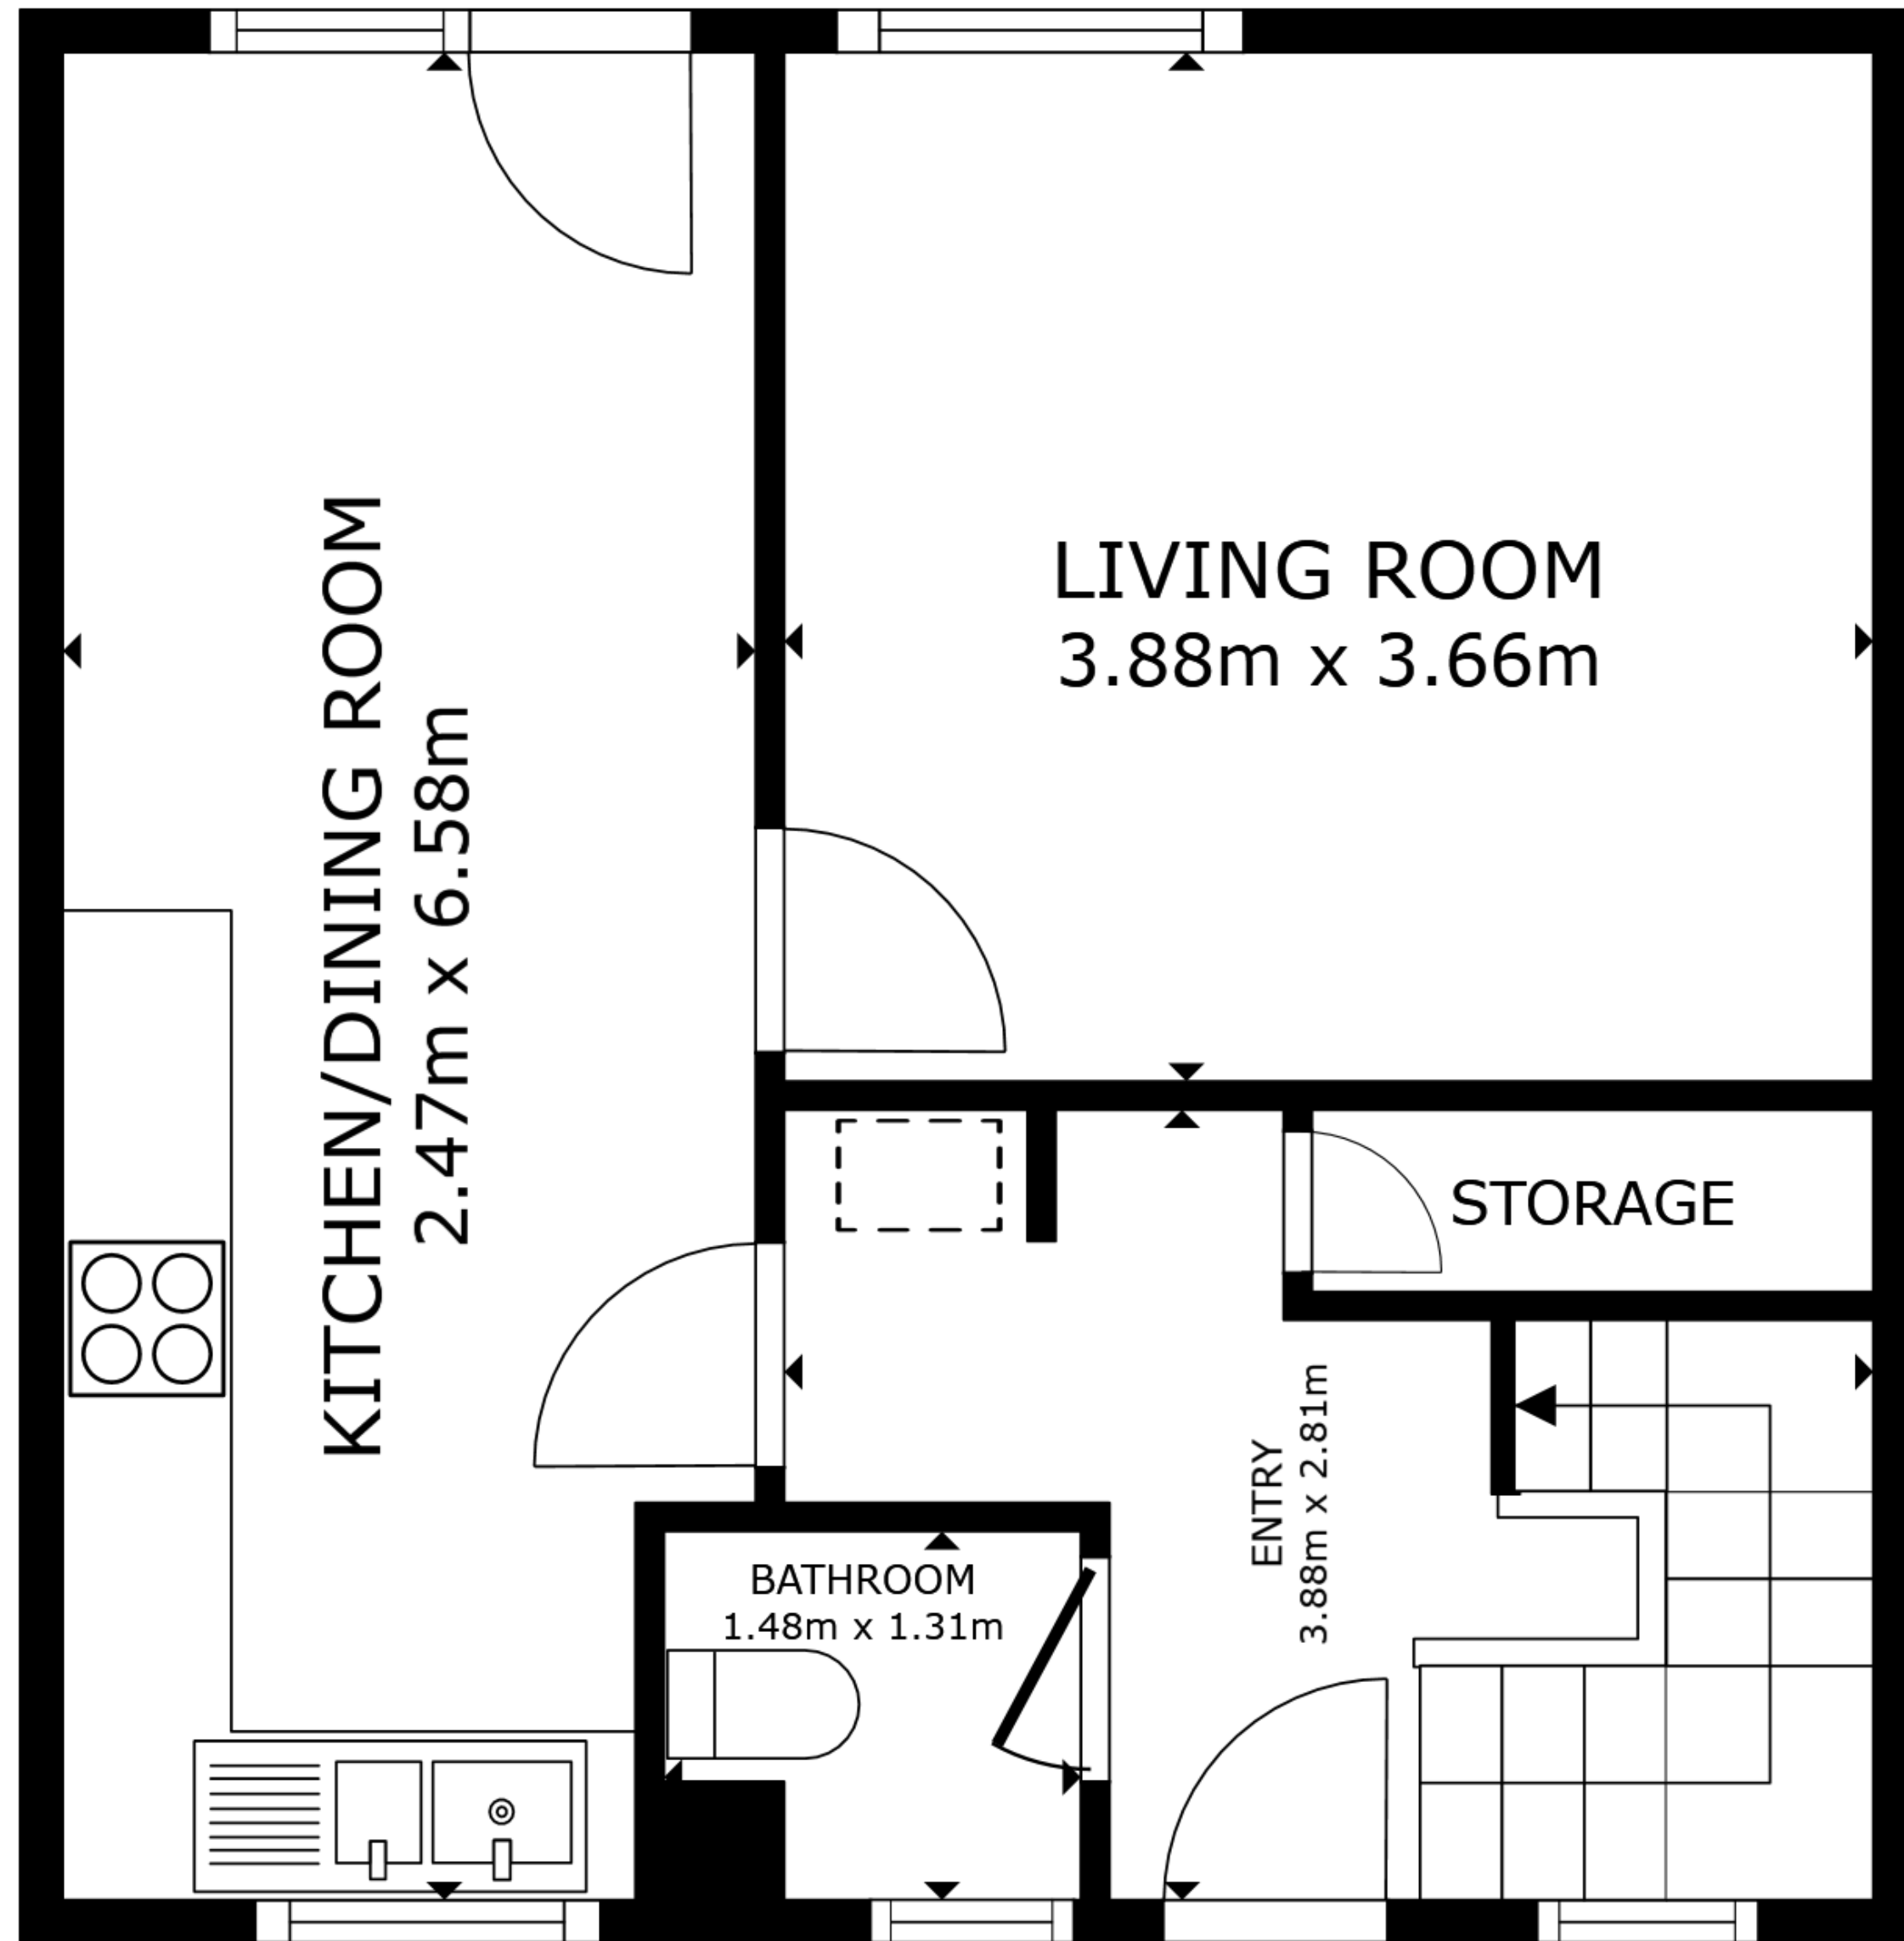 KITCHEN/DINING ROOM
2.47m x 6.58m
LIVING ROOM
3.88m x 3.66m
STORAGE
ENTRY
3.88m x 2.81m
BATHROOM
1.48m x 1.31m